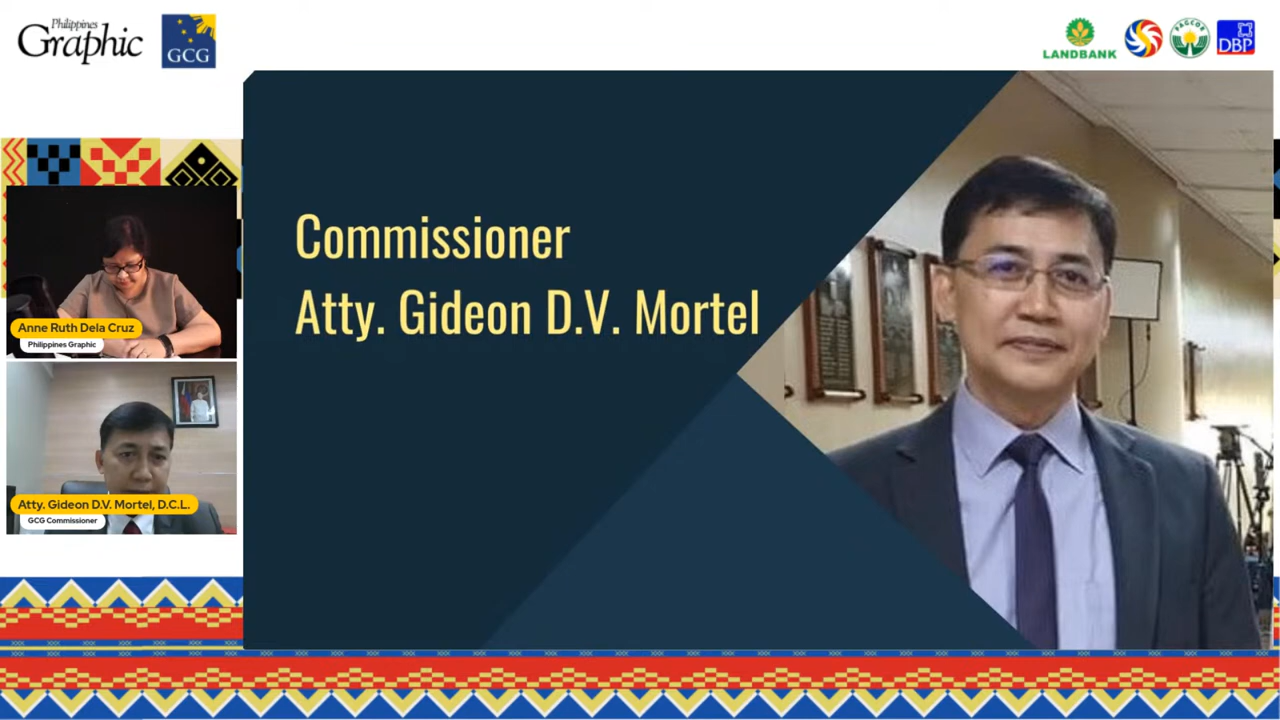 Philippines
Graphic
GCG
LANDBANK
PAGCOR
DBP
Commissioner
Atty. Gideon D.V. Mortel
Anne Ruth Dela Cruz
Philippines Graphic
Atty. Gideon D.V. Mortel, D.C.L.
GCG Commissioner